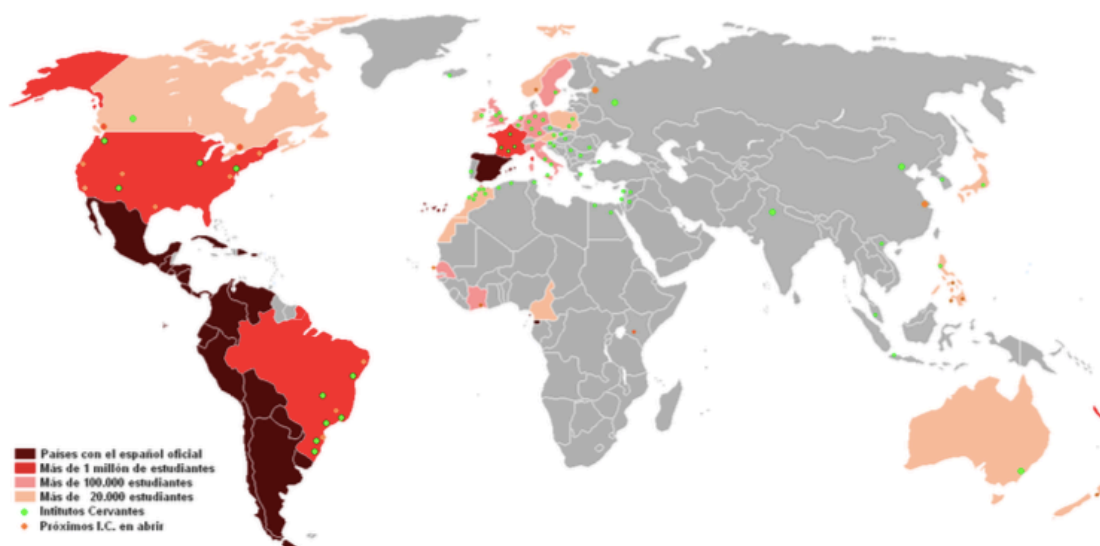 Países con el español oficial
Más de 1 millón de estudiantes
Más de 100.000 estudiantes
Más de 20.000 estudiantes
Intitutos Cervantes
Próximos I.C. en abrir